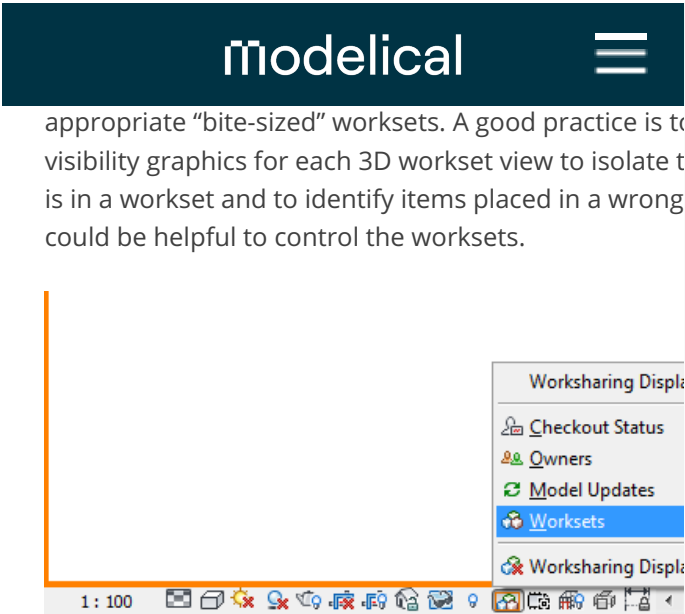 modelical
appropriate “bite-sized” worksets. A good practice is to
visibility graphics for each 3D workset view to isolate t
is in a workset and to identify items placed in a wrong
could be helpful to control the worksets.
Worksharing Displa
Checkout Status
Owners
Model Updates
Worksets
Worksharing Displa
1 : 100